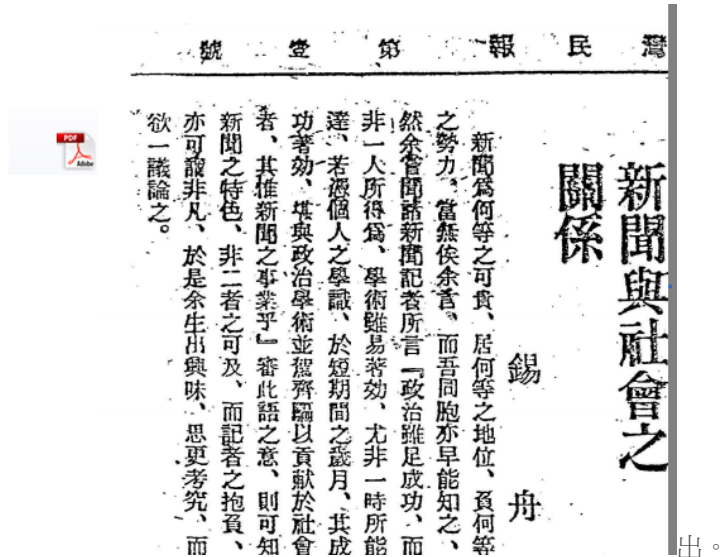 灣民報 第壹號
新聞與社會之
關係
錫舟
新聞爲何等之可貴、居何等之地位、負何等
之勢力、當無俟余言、而吾同胞亦早能知之、
然余嘗聞諸新聞記者所言『政治雖足成功、而
非一人所得爲、學術雖易著効、尤非一時所能
達、若憑個人之學識、於短期間之歲月、其成
功著効、堪與政治學術並駕齊驅以貢献於社會
者、其惟新聞之事業乎』審此語之意、則可知
新聞之特色、非二者之可及、而記者之抱負、
亦可謂非凡、於是余生出興味、思更考究、而
欲一議論之。
PDF
Adobe
出。